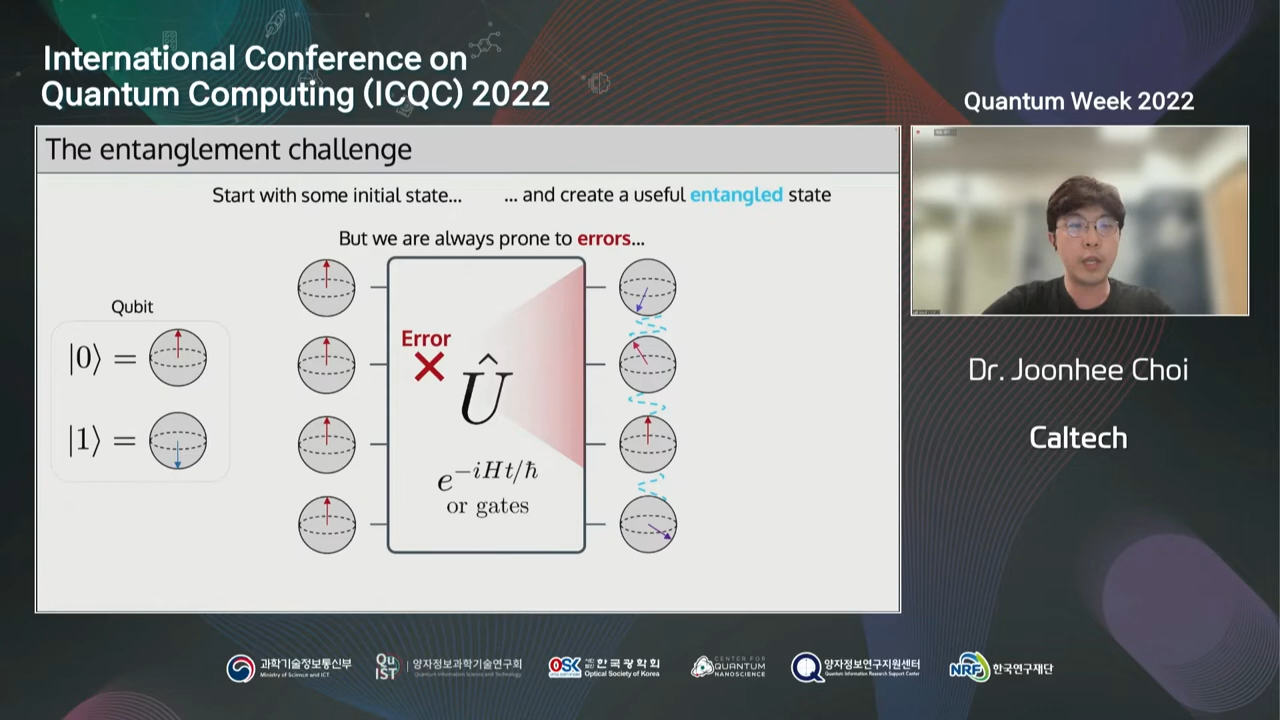 International Conference on
Quantum Computing (ICQC) 2022
Quantum Week 2022
The entanglement challenge
Start with some initial state... ... and create a useful entangled state
But we are always prone to errors...
Qubit
|0⟩ =
|1⟩ =
Error
Û
e^{-iHt/ħ}
or gates
Dr. Joonhee Choi
Caltech
과학기술정보통신부
Ministry of Science and ICT
QuIST
양자정보과학기술연구회
Quantum Information Science and Technology
OSK
한국광학회
Optical Society of Korea
CENTER FOR
QUANTUM
NANOSCIENCE
양자정보연구지원센터
Quantum Information Research Support Center
NRF
한국연구재단